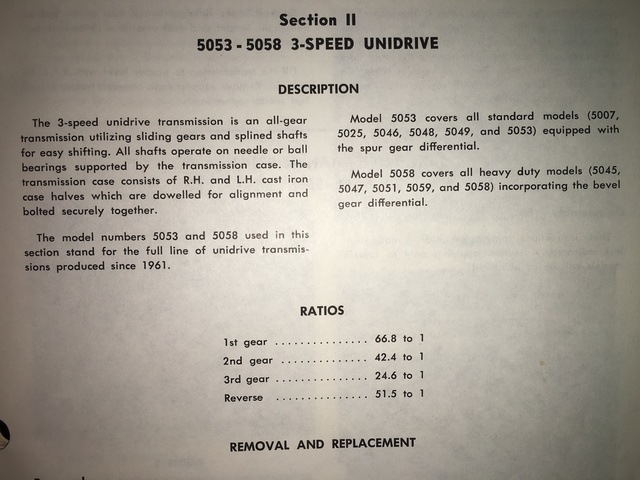 Section II
5053 - 5058 3-SPEED UNIDRIVE
DESCRIPTION
The 3-speed unidrive transmission is an all-gear
transmission utilizing sliding gears and splined shafts
for easy shifting. All shafts operate on needle or ball
bearings supported by the transmission case. The
transmission case consists of R.H. and L.H. cast iron
case halves which are dowelled for alignment and
bolted securely together.
The model numbers 5053 and 5058 used in this
section stand for the full line of unidrive transmis-
sions produced since 1961.
Model 5053 covers all standard models (5007,
5025, 5046, 5048, 5049, and 5053) equipped with
the spur gear differential.
Model 5058 covers all heavy duty models (5045,
5047, 5051, 5059, and 5058) incorporating the bevel
gear differential.
RATIOS
1st gear . . . . . . . . . . . . . . . 66.8 to 1
2nd gear . . . . . . . . . . . . . . 42.4 to 1
3rd gear . . . . . . . . . . . . . . . 24.6 to 1
Reverse . . . . . . . . . . . . . . . 51.5 to 1
REMOVAL AND REPLACEMENT